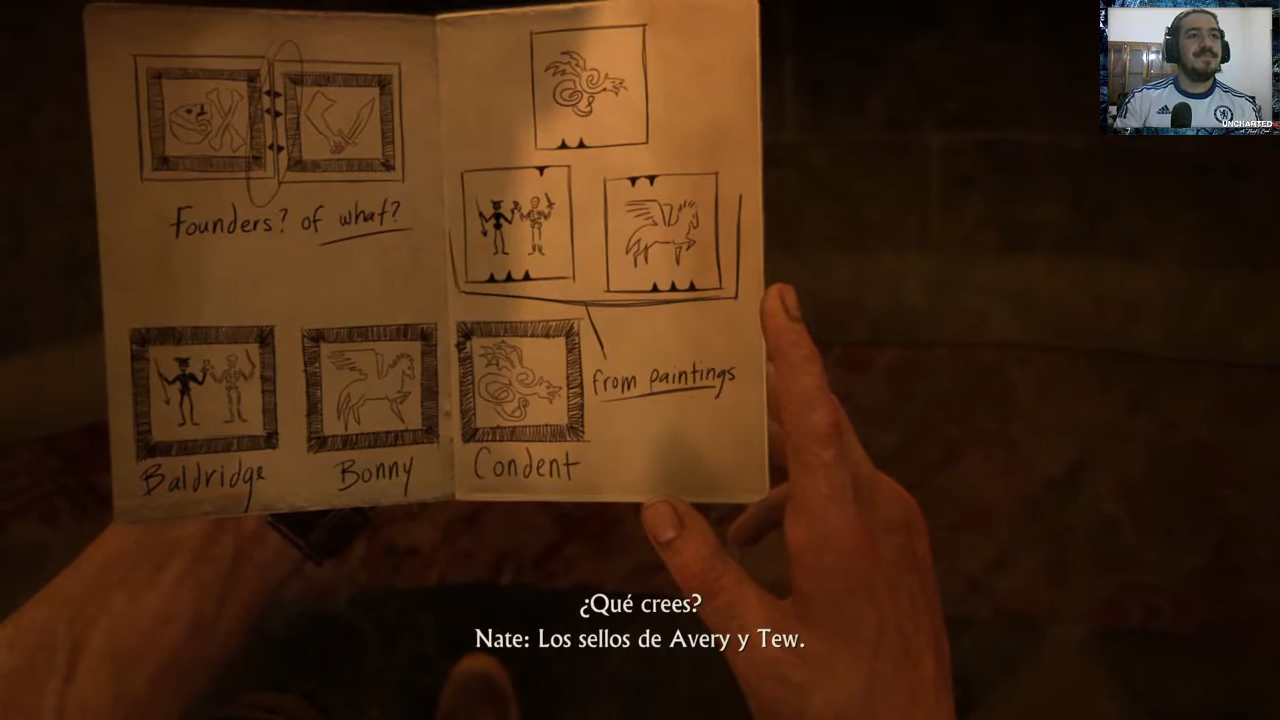 Founders? of what?
from paintings
Baldridge
Bonny
Condent
¿Qué crees?
Nate: Los sellos de Avery y Tew.
UNCHARTED